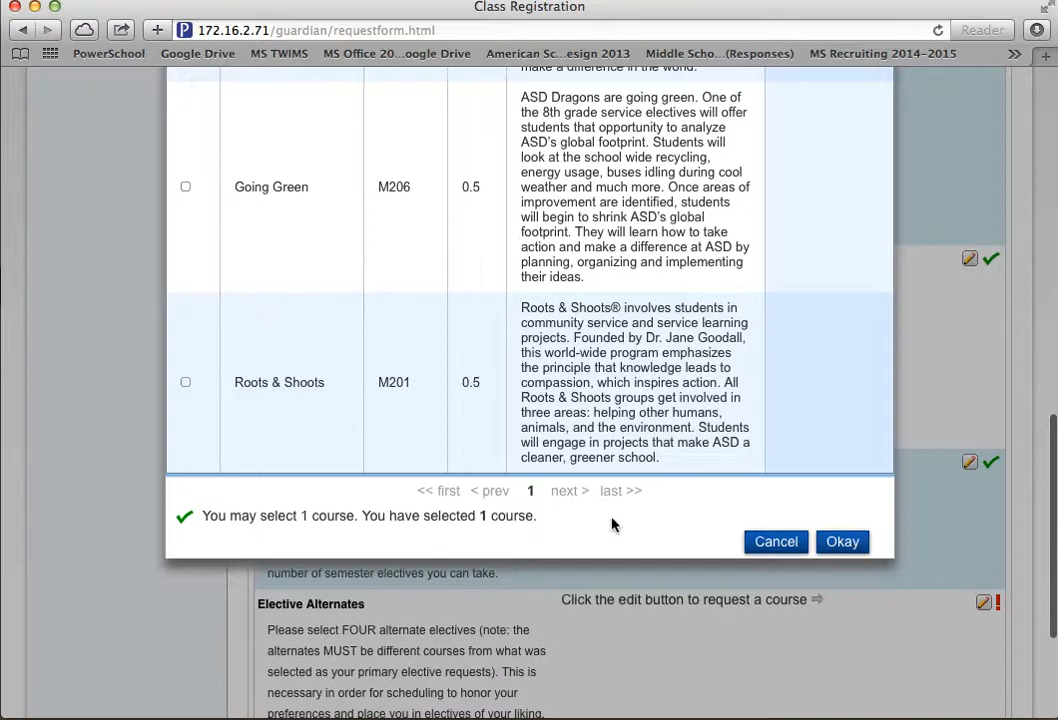 Class Registration
172.16.2.71/guardian/requestform.html
Reader
PowerSchool Google Drive MS TWIMS MS Office 20...oogle Drive American Sc...esign 2013 Middle Scho...(Responses) MS Recruiting 2014–2015 >>
make a difference in the world.
Going Green M206 0.5
ASD Dragons are going green. One of
the 8th grade service electives will offer
students that opportunity to analyze
ASD's global footprint. Students will
look at the school wide recycling,
energy usage, buses idling during cool
weather and much more. Once areas of
improvement are identified, students
will begin to shrink ASD's global
footprint. They will learn how to take
action and make a difference at ASD by
planning, organizing and implementing
their ideas.
Roots & Shoots M201 0.5
Roots & Shoots® involves students in
community service and service learning
projects. Founded by Dr. Jane Goodall,
this world-wide program emphasizes
the principle that knowledge leads to
compassion, which inspires action. All
Roots & Shoots groups get involved in
three areas: helping other humans,
animals, and the environment. Students
will engage in projects that make ASD a
cleaner, greener school.
<< first < prev 1 next > last >>
You may select 1 course. You have selected 1 course.
Cancel Okay
number of semester electives you can take.
Elective Alternates
Click the edit button to request a course
Please select FOUR alternate electives (note: the
alternates MUST be different courses from what was
selected as your primary elective requests). This is
necessary in order for scheduling to honor your
preferences and place you in electives of your liking.